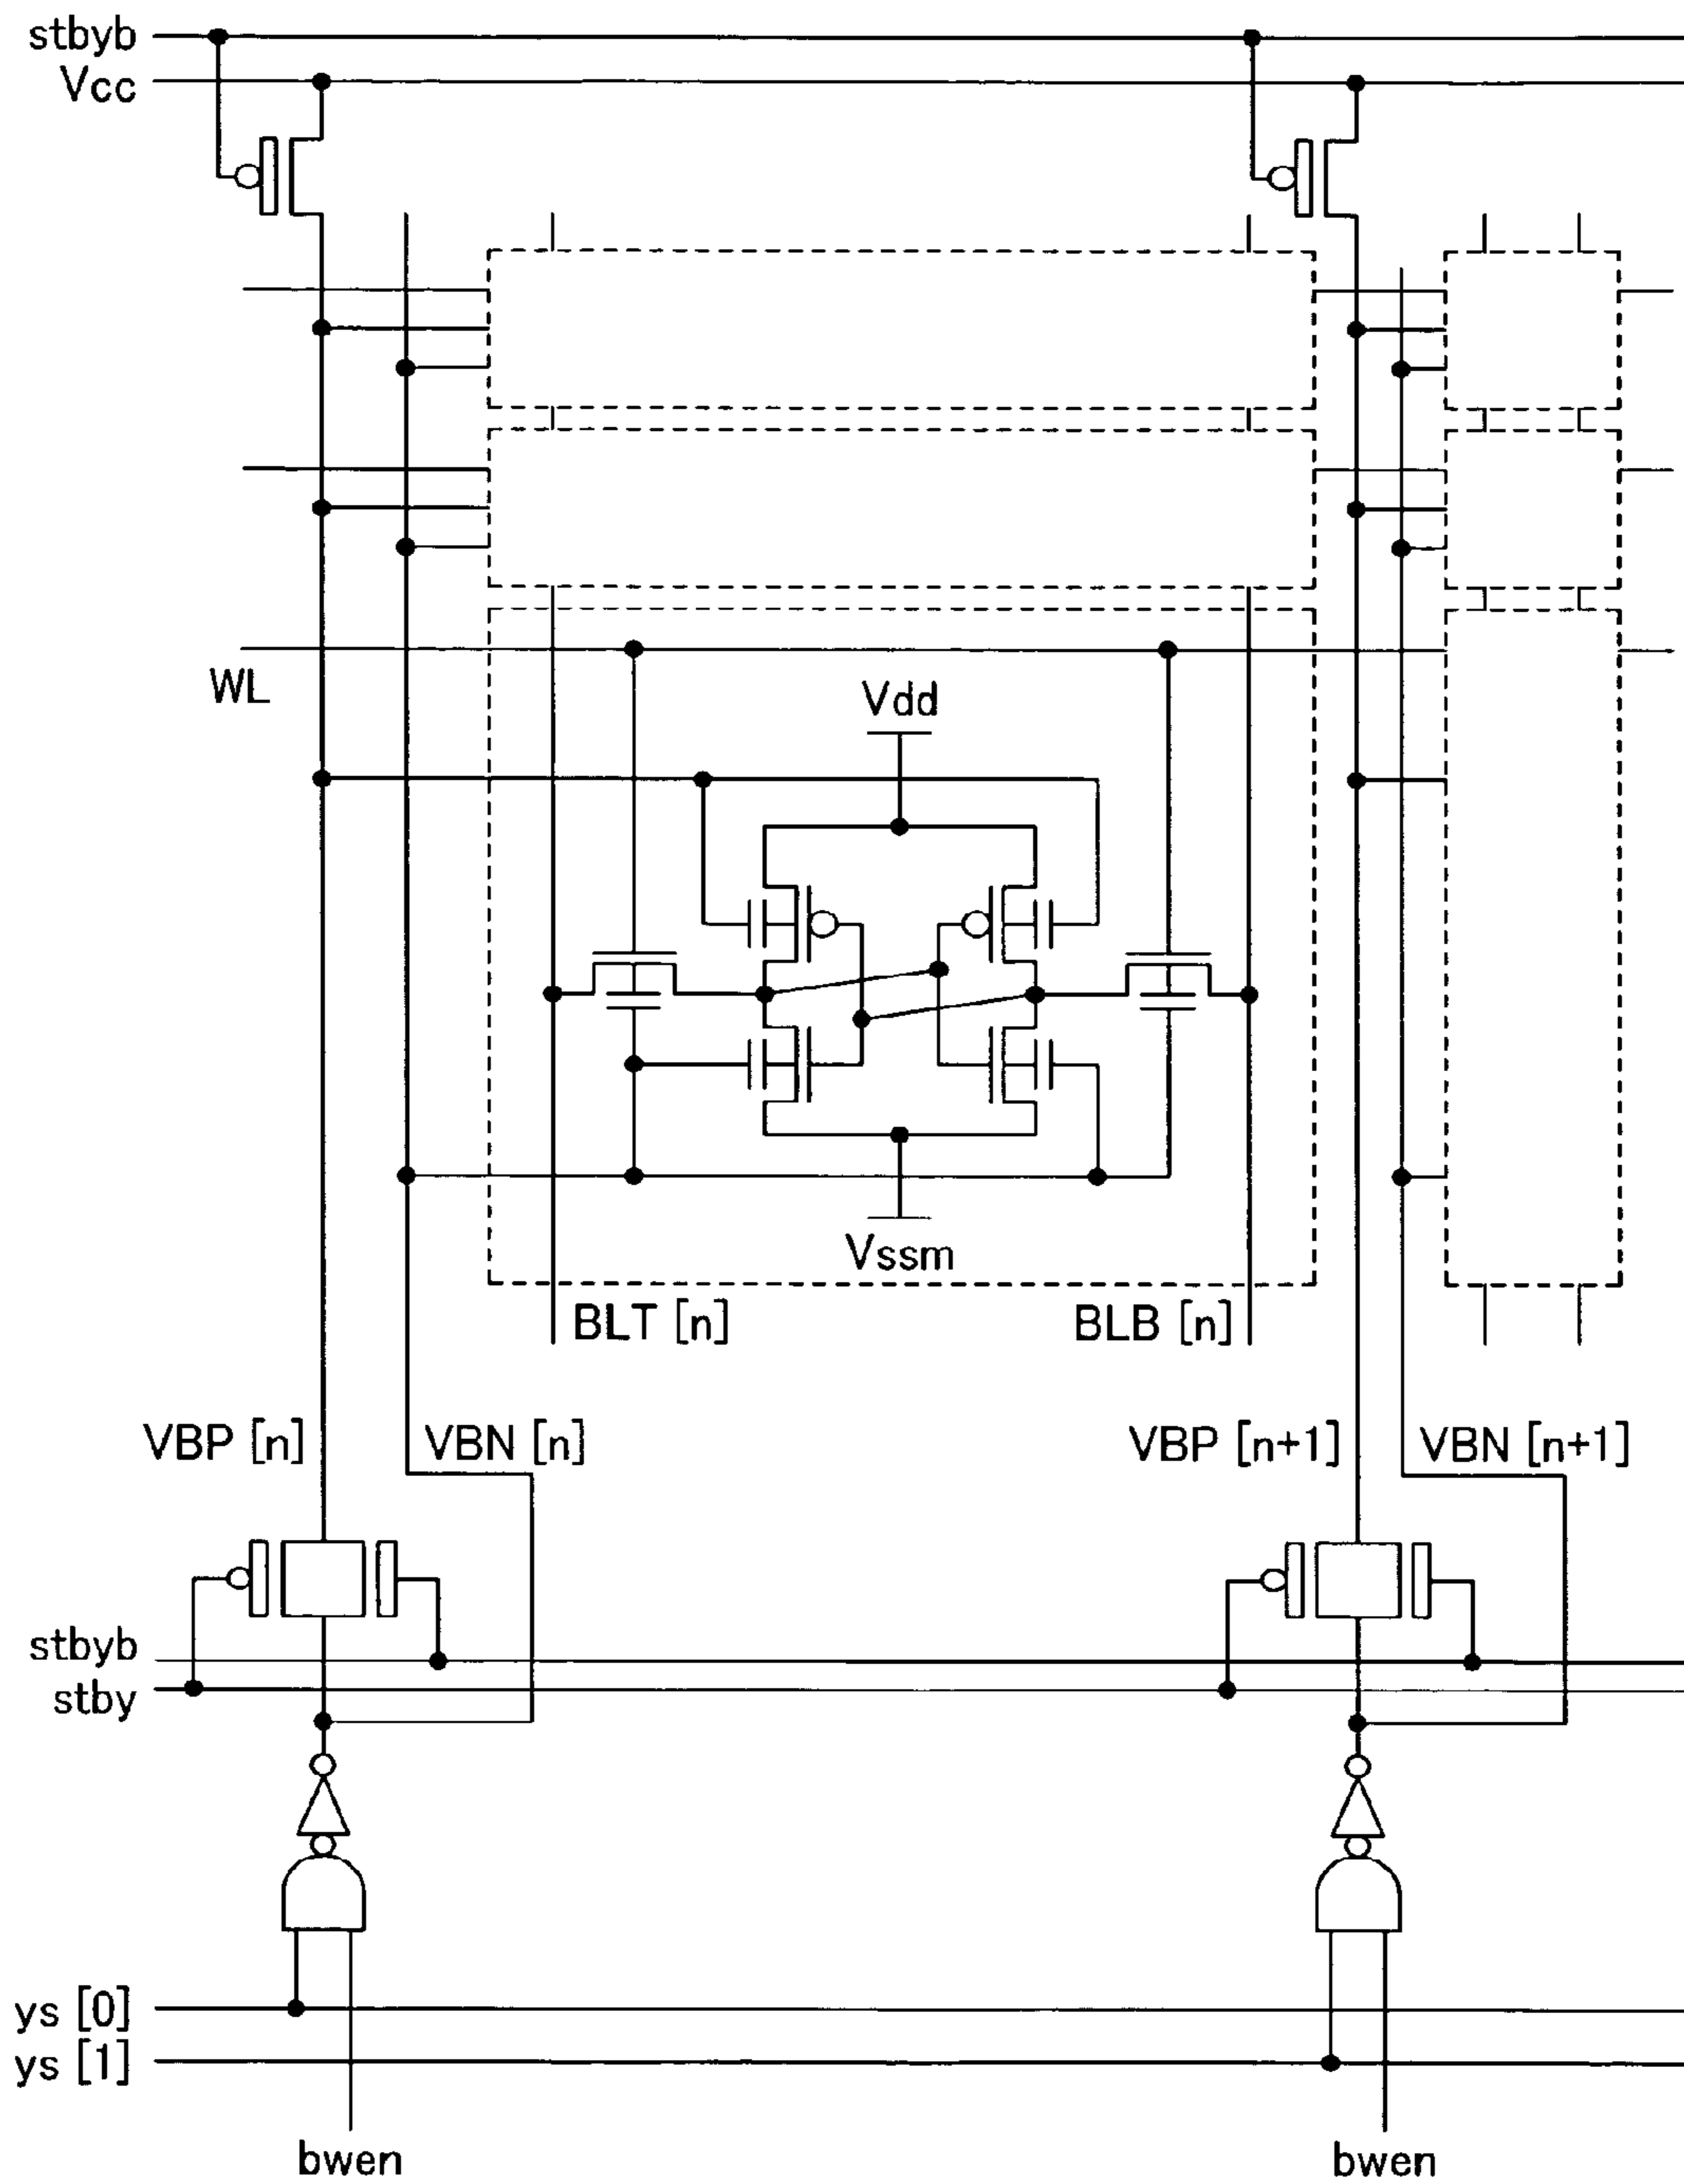 stbyb
Vcc
WL
Vdd
Vssm
BLT [n]
BLB [n]
VBP [n]
VBN [n]
VBP [n+1]
VBN [n+1]
stbyb
stby
ys [0]
ys [1]
bwen
bwen